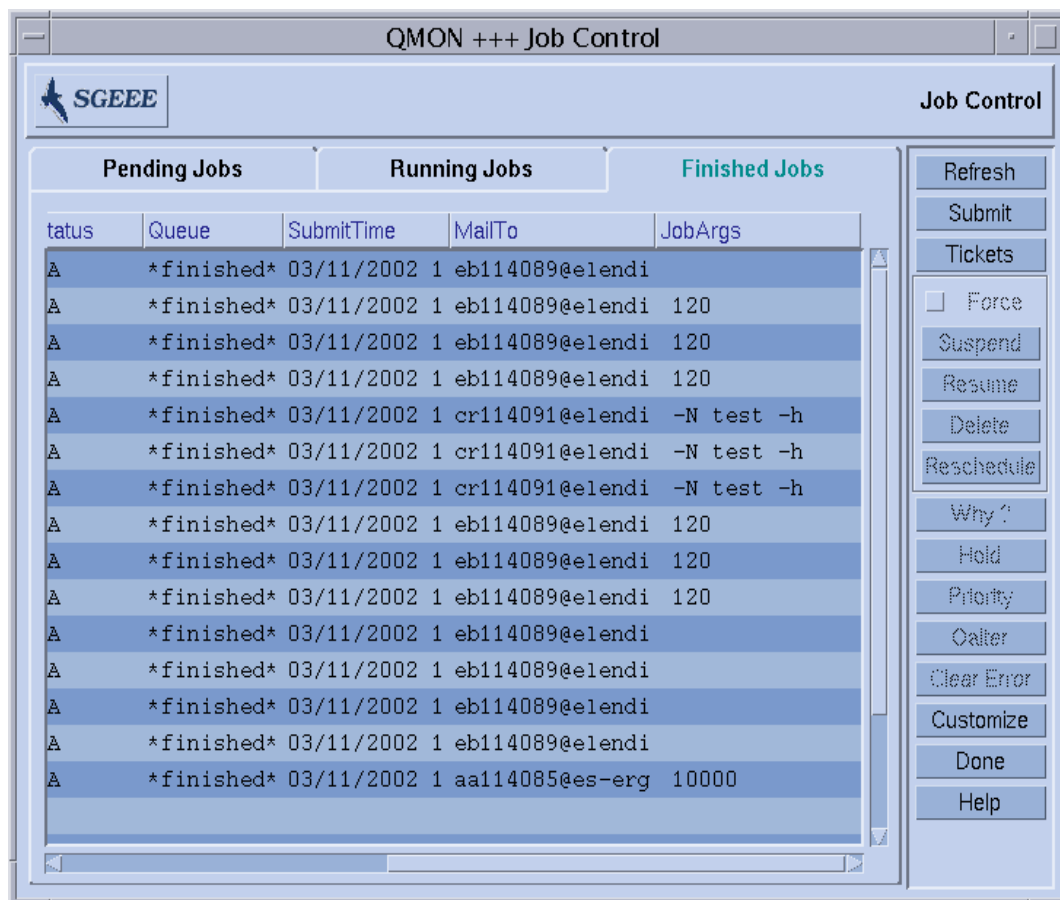 QMON +++ Job Control
SGEEE
Job Control
Pending Jobs Running Jobs Finished Jobs
tatus Queue SubmitTime MailTo JobArgs
A *finished* 03/11/2002 1 eb114089@elendi
A *finished* 03/11/2002 1 eb114089@elendi 120
A *finished* 03/11/2002 1 eb114089@elendi 120
A *finished* 03/11/2002 1 eb114089@elendi 120
A *finished* 03/11/2002 1 cr114091@elendi -N test -h
A *finished* 03/11/2002 1 cr114091@elendi -N test -h
A *finished* 03/11/2002 1 cr114091@elendi -N test -h
A *finished* 03/11/2002 1 eb114089@elendi 120
A *finished* 03/11/2002 1 eb114089@elendi 120
A *finished* 03/11/2002 1 eb114089@elendi 120
A *finished* 03/11/2002 1 eb114089@elendi
A *finished* 03/11/2002 1 eb114089@elendi
A *finished* 03/11/2002 1 eb114089@elendi
A *finished* 03/11/2002 1 eb114089@elendi
A *finished* 03/11/2002 1 aa114085@es-erg 10000
Refresh
Submit
Tickets
Force
Suspend
Resume
Delete
Reschedule
Why ?
Hold
Priority
Qalter
Clear Error
Customize
Done
Help